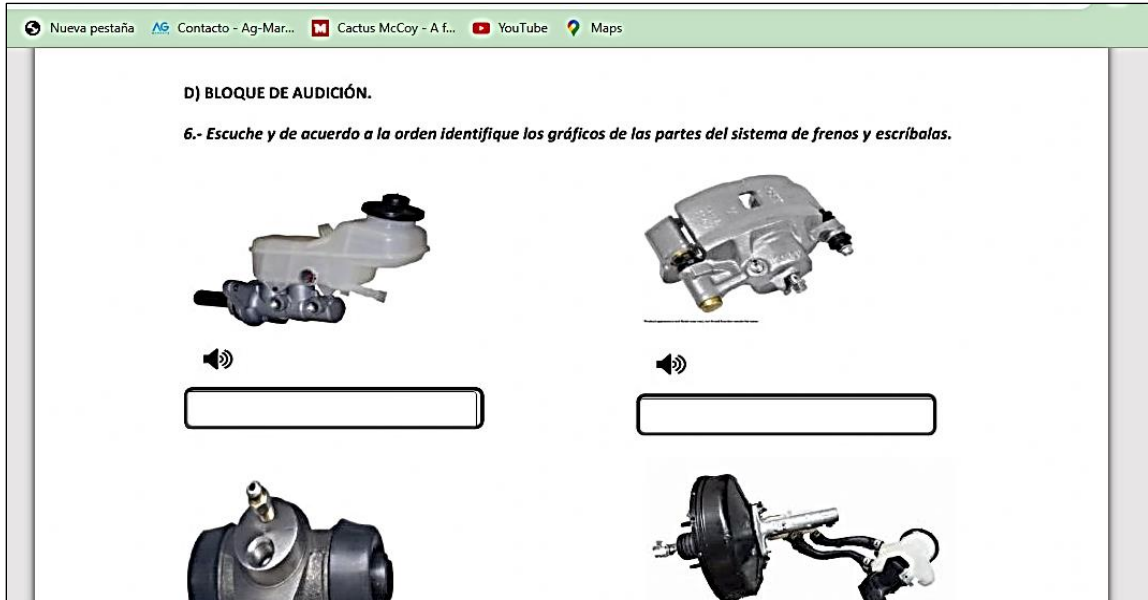 Nueva pestaña AG Contacto - Ag-Mar... Cactus McCoy - A f... YouTube Maps
D) BLOQUE DE AUDICIÓN.
6.- Escuche y de acuerdo a la orden identifique los gráficos de las partes del sistema de frenos y escríbalas.